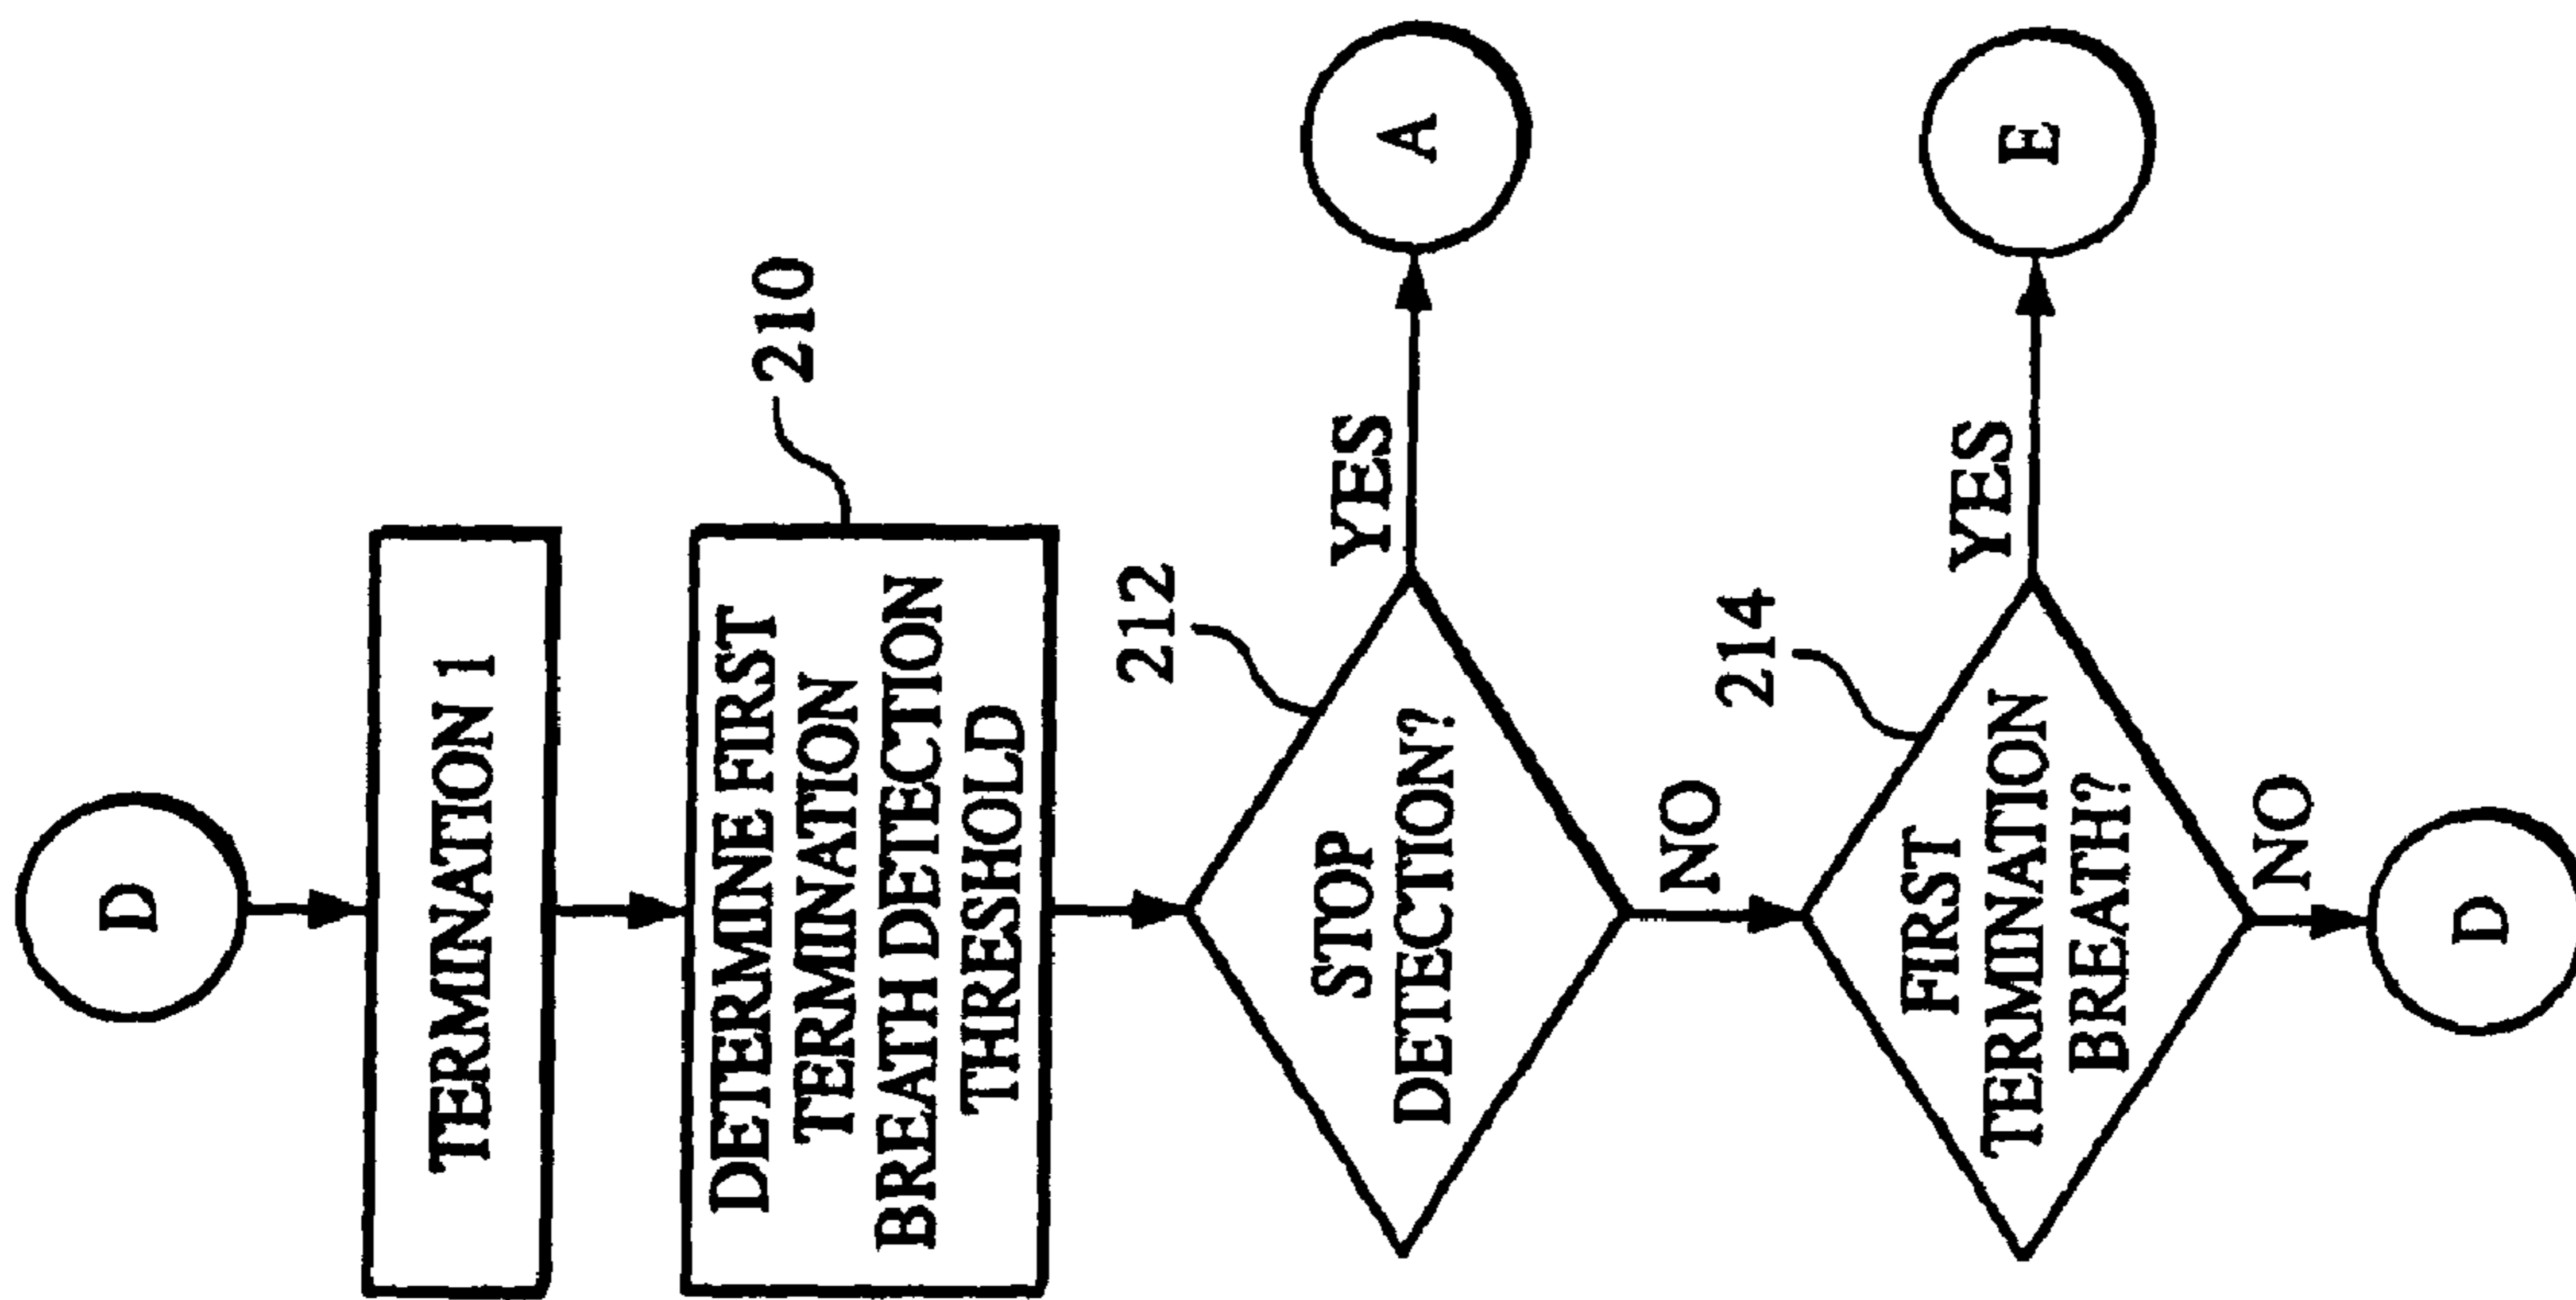 D
TERMINATION 1
DETERMINE FIRST
TERMINATION
BREATH DETECTION
THRESHOLD
210
STOP
DETECTION?
212
YES
A
NO
FIRST
TERMINATION
BREATH?
214
YES
E
NO
D